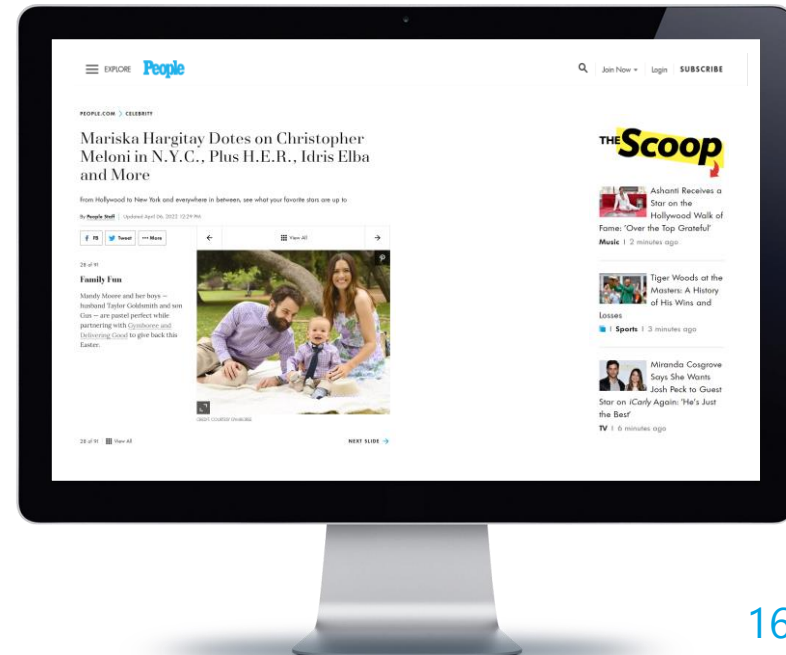 EXPLORE People
Join Now Login SUBSCRIBE
PEOPLE.COM > CELEBRITY
Mariska Hargitay Dotes on Christopher
Meloni in N.Y.C., Plus H.E.R., Idris Elba
and More
From Hollywood to New York and everywhere in between, see what your favorite stars are up to
By People Staff | Updated April 06, 2022 12:29 PM
FB Tweet More
View All
28 of 91
Family Fun
Mandy Moore and her boys —
husband Taylor Goldsmith and son
Gus — are pastel perfect while
partnering with Gymboree and
Delivering Good to give back this
Easter.
28 of 91 View All
NEXT SLIDE
THE Scoop
Ashanti Receives a
Star on the
Hollywood Walk of
Fame: 'Over the Top Grateful'
Music | 2 minutes ago
Tiger Woods at the
Masters: A History
of His Wins and
Losses
| Sports | 3 minutes ago
Miranda Cosgrove
Says She Wants
Josh Peck to Guest
Star on iCarly Again: 'He's Just
the Best'
TV | 6 minutes ago
16